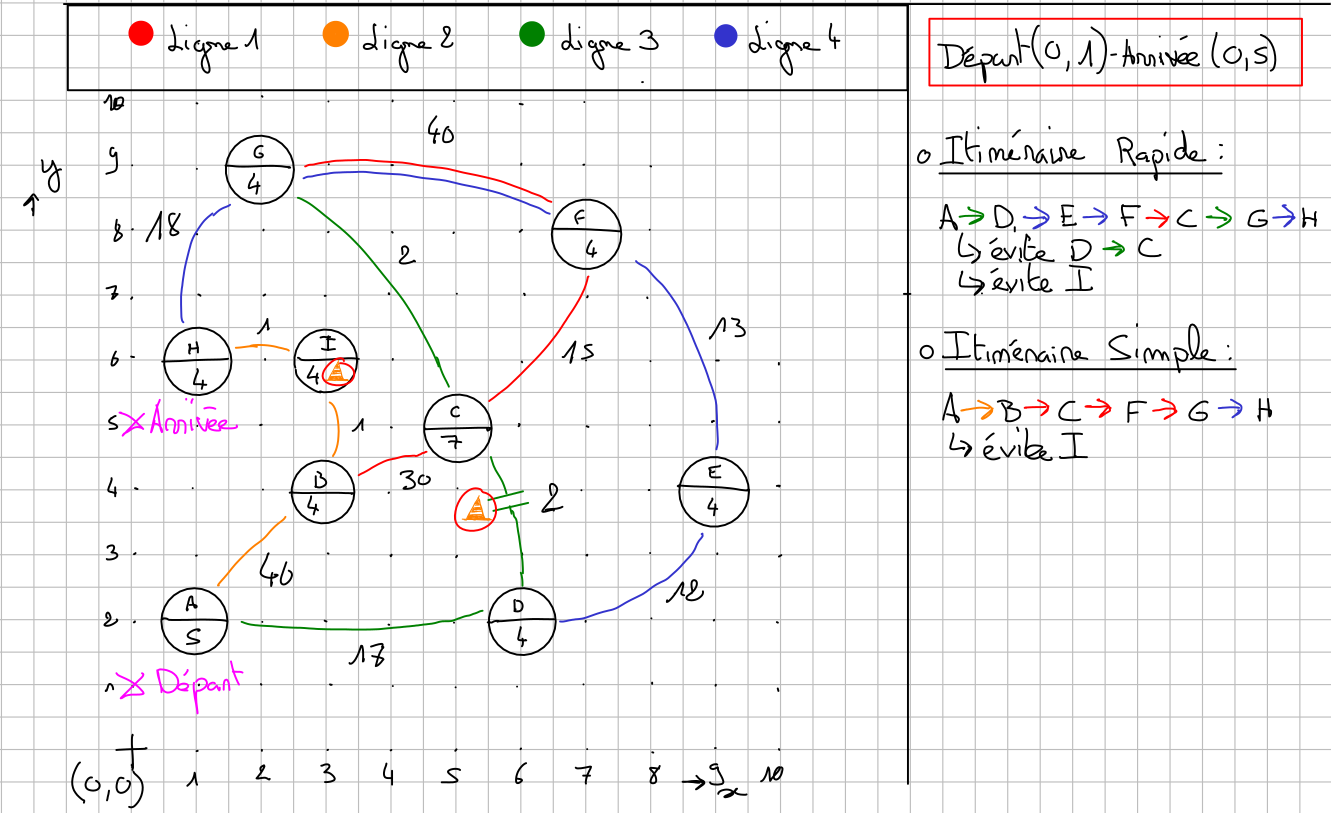 Ligne 1 Ligne 2 Ligne 3 Ligne 4
Départ (0, 1) - Arrivée (0, 5)
10
y
9
8
7
6
5
4
3
2
1
40
G
4
18
F
4
2
1
13
H
4
I
4
15
Arrivée
C
7
1
30
B
4
E
4
2
40
12
A
5
D
4
17
Départ
(0,0)
1 2 3 4 5 6 7 8 → 9 10
x
o Itinéraire Rapide :
A → D → E → F → C → G → H
↳ évite D → C
↳ évite I
o Itinéraire Simple :
A → B → C → F → G → H
↳ évite I